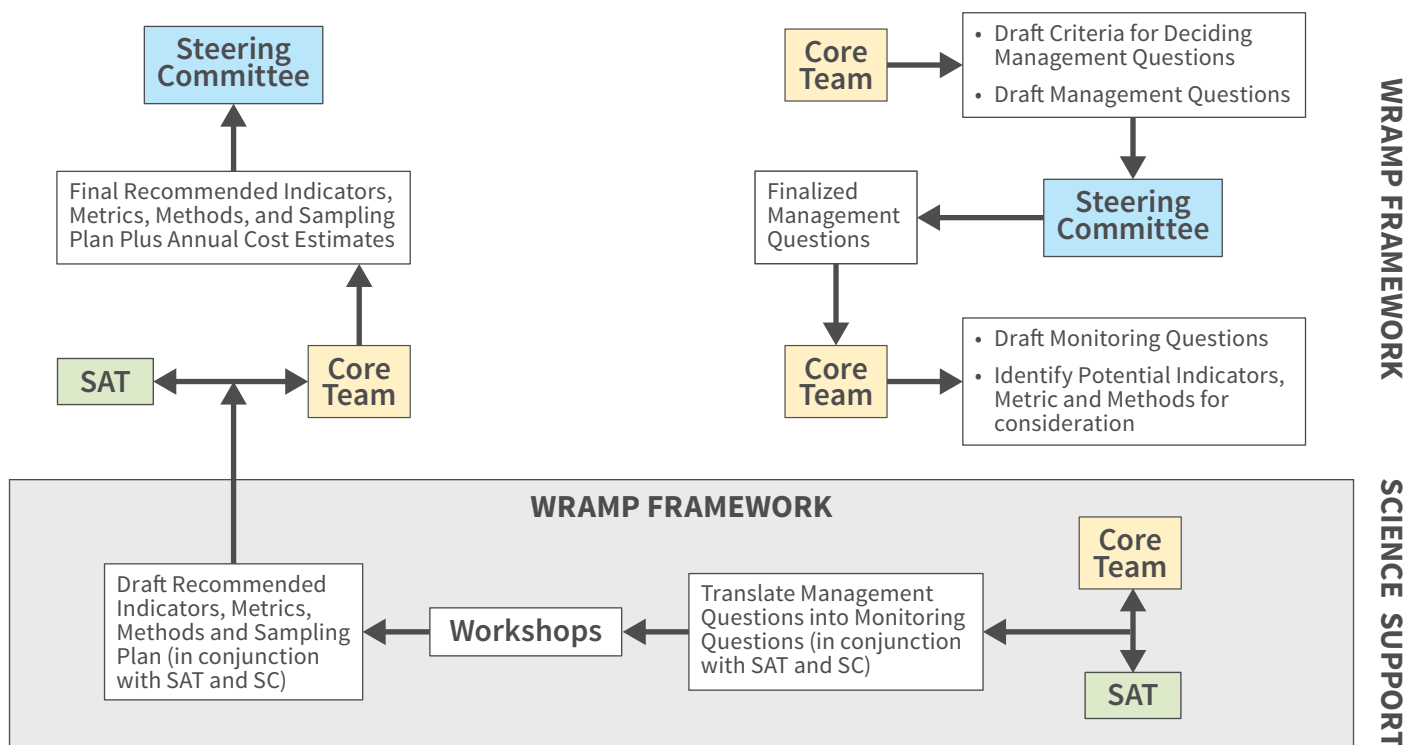 Steering
Committee
Final Recommended Indicators,
Metrics, Methods, and Sampling
Plan Plus Annual Cost Estimates
SAT
Core
Team
Core
Team
• Draft Criteria for Deciding
Management Questions
• Draft Management Questions
Steering
Committee
Finalized
Management
Questions
Core
Team
• Draft Monitoring Questions
• Identify Potential Indicators,
Metric and Methods for
consideration
WRAMP FRAMEWORK
WRAMP FRAMEWORK
Core
Team
SAT
Translate Management
Questions into Monitoring
Questions (in conjunction
with SAT and SC)
Workshops
Draft Recommended
Indicators, Metrics,
Methods and Sampling
Plan (in conjunction
with SAT and SC)
SCIENCE SUPPORT